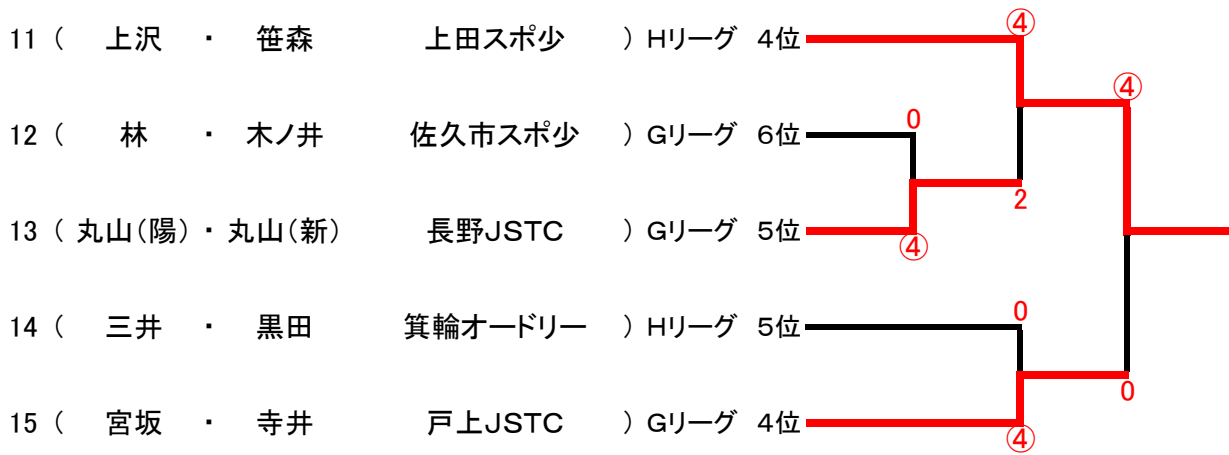 ④
11 ( 上沢 ・ 笹森 上田スポ少 ) Hリーグ 4位
④
0
12 ( 林 ・ 木ノ井 佐久市スポ少 ) Gリーグ 6位
2
13 ( 丸山(陽) ・ 丸山(新) 長野JSTC ) Gリーグ 5位
④
0
14 ( 三井 ・ 黒田 箕輪オードリー ) Hリーグ 5位
0
15 ( 宮坂 ・ 寺井 戸上JSTC ) Gリーグ 4位
④